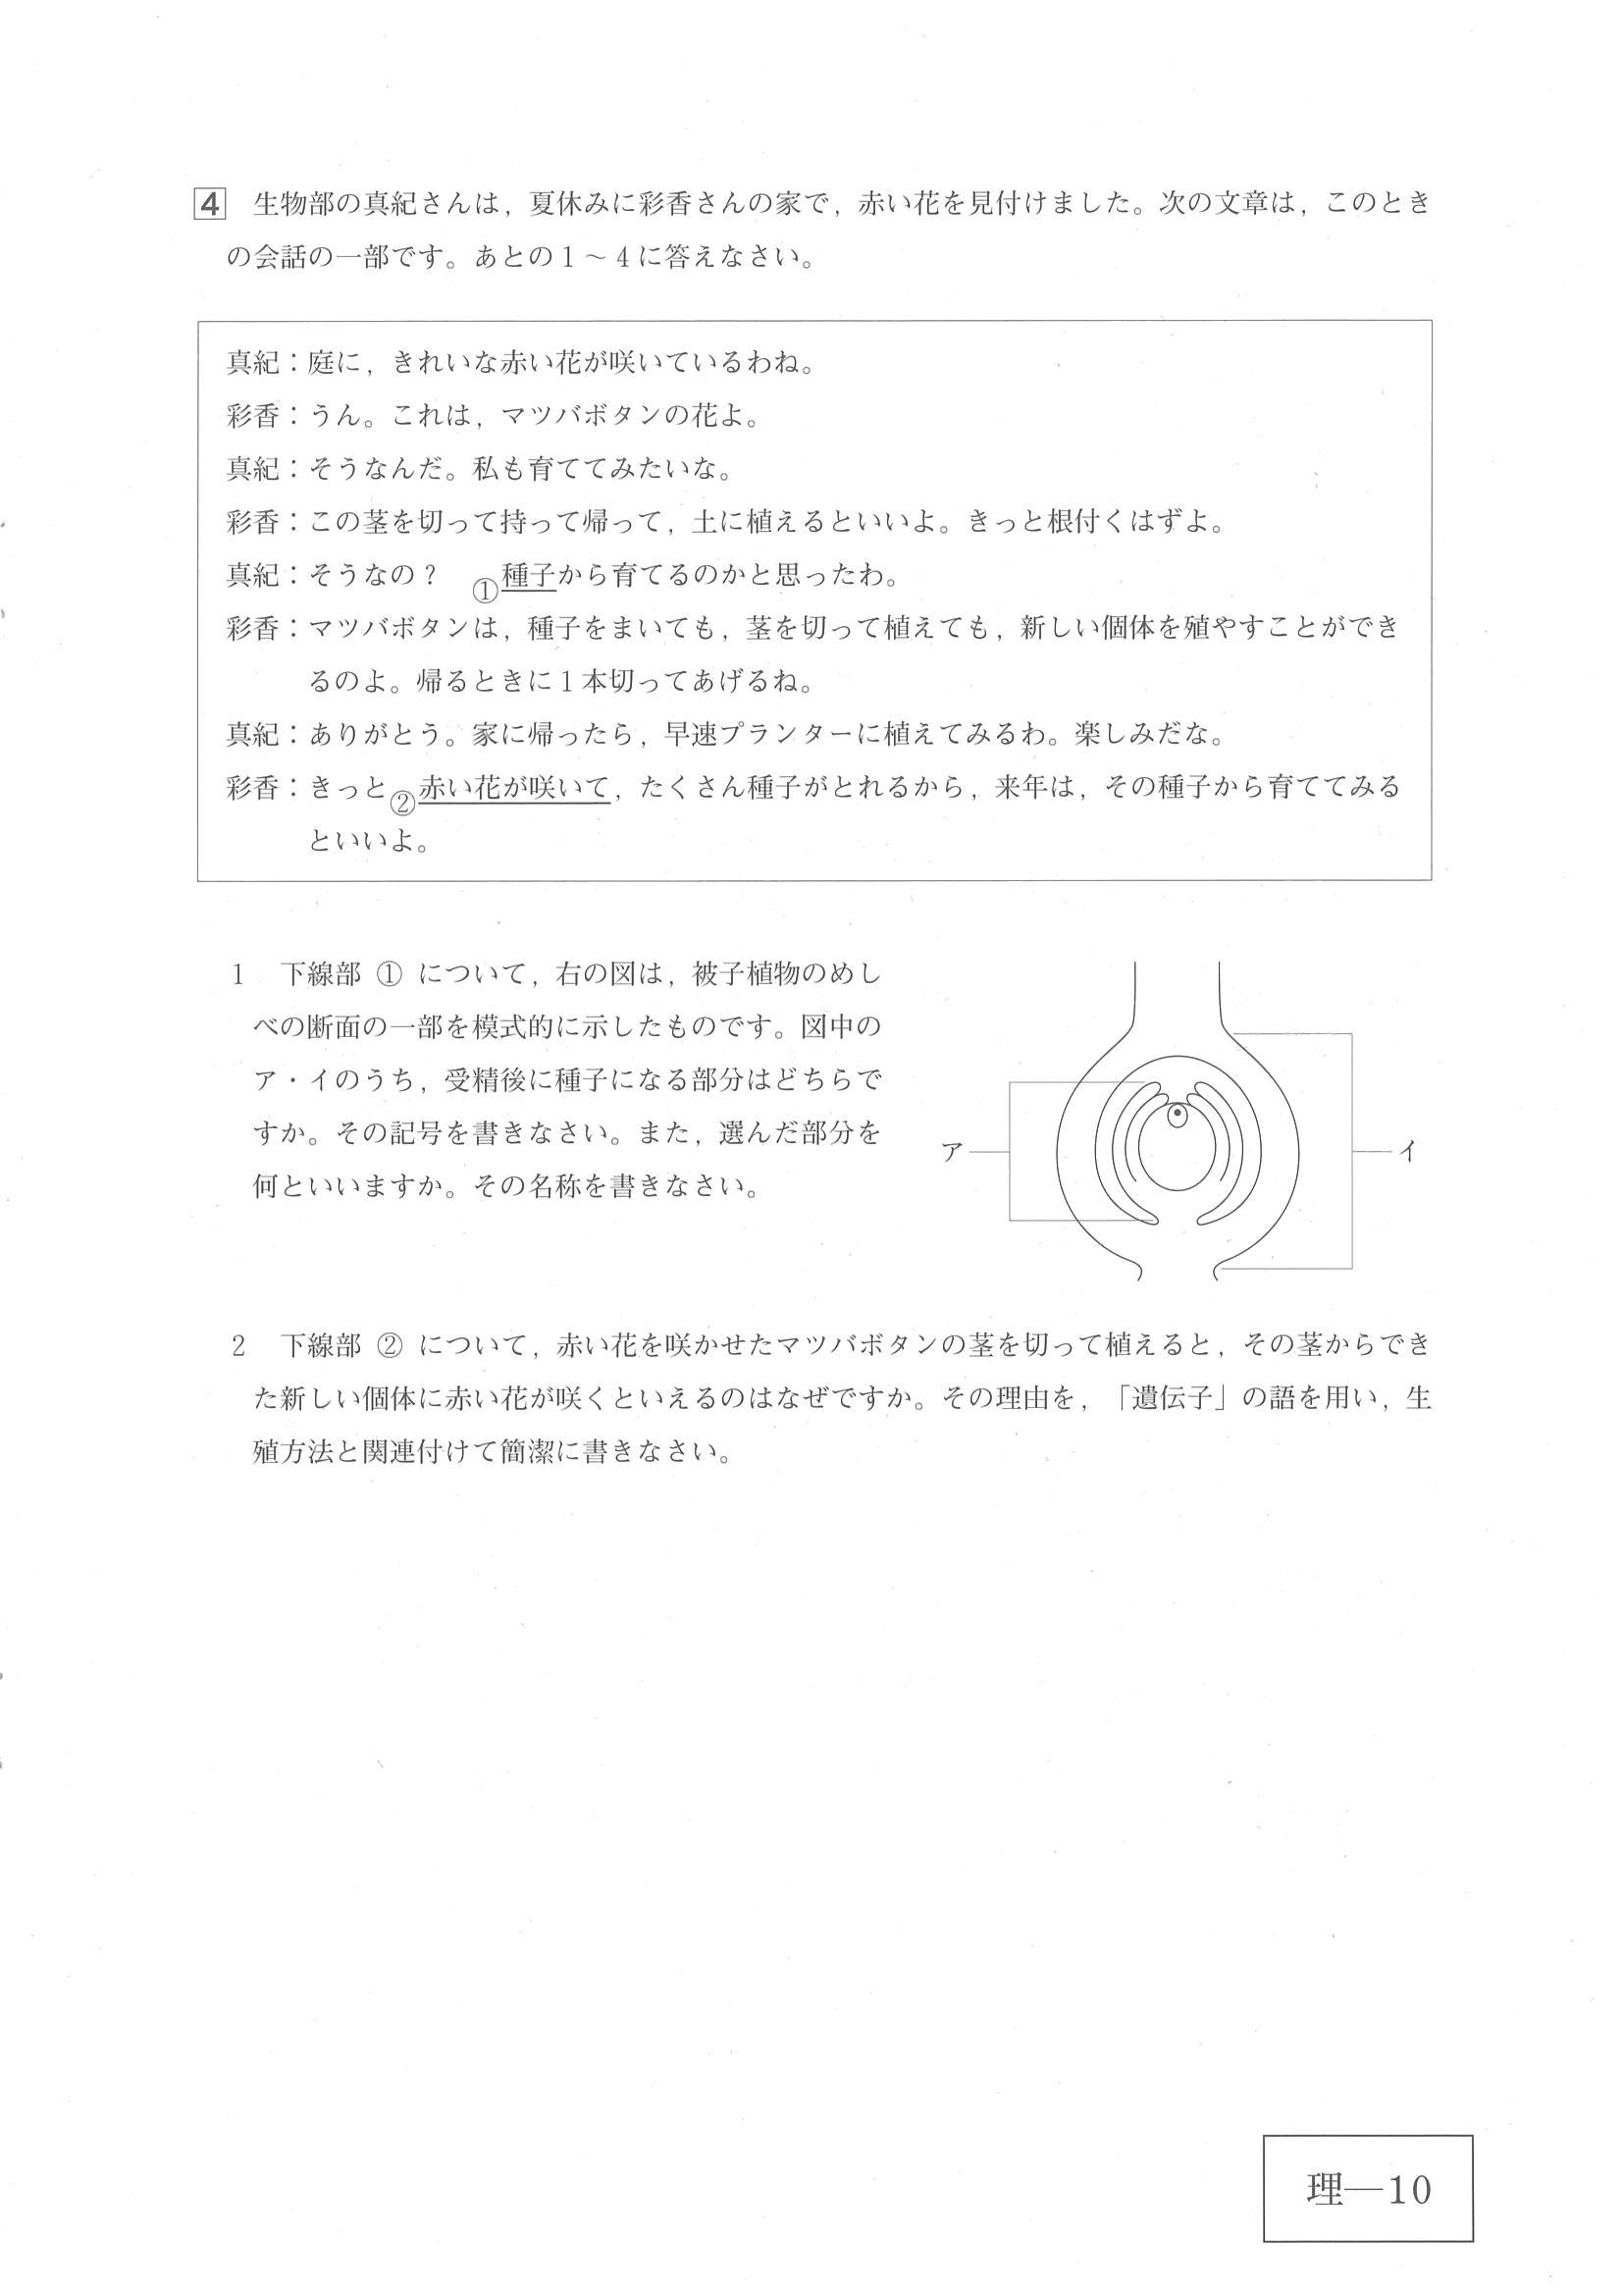 4 生物部の真紀さんは，夏休みに彩香さんの家で，赤い花を見付けました。次の文章は，このとき
の会話の一部です。あとの１～４に答えなさい。
真紀：庭に，きれいな赤い花が咲いているわね。
彩香：うん。これは，マツバボタンの花よ。
真紀：そうなんだ。私も育ててみたいな。
彩香：この茎を切って持って帰って，土に植えるといいよ。きっと根付くはずよ。
真紀：そうなの？　①種子から育てるのかと思ったわ。
彩香：マツバボタンは，種子をまいても，茎を切って植えても，新しい個体を殖やすことができ
るのよ。帰るときに１本切ってあげるね。
真紀：ありがとう。家に帰ったら，早速プランターに植えてみるわ。楽しみだな。
彩香：きっと②赤い花が咲いて，たくさん種子がとれるから，来年は，その種子から育ててみる
といいよ。
1　下線部 ① について，右の図は，被子植物のめし
べの断面の一部を模式的に示したものです。図中の
ア・イのうち，受精後に種子になる部分はどちらで
すか。その記号を書きなさい。また，選んだ部分を
何といいますか。その名称を書きなさい。
ア
イ
2　下線部 ② について，赤い花を咲かせたマツバボタンの茎を切って植えると，その茎からでき
た新しい個体に赤い花が咲くといえるのはなぜですか。その理由を，「遺伝子」の語を用い，生
殖方法と関連付けて簡潔に書きなさい。
理―10